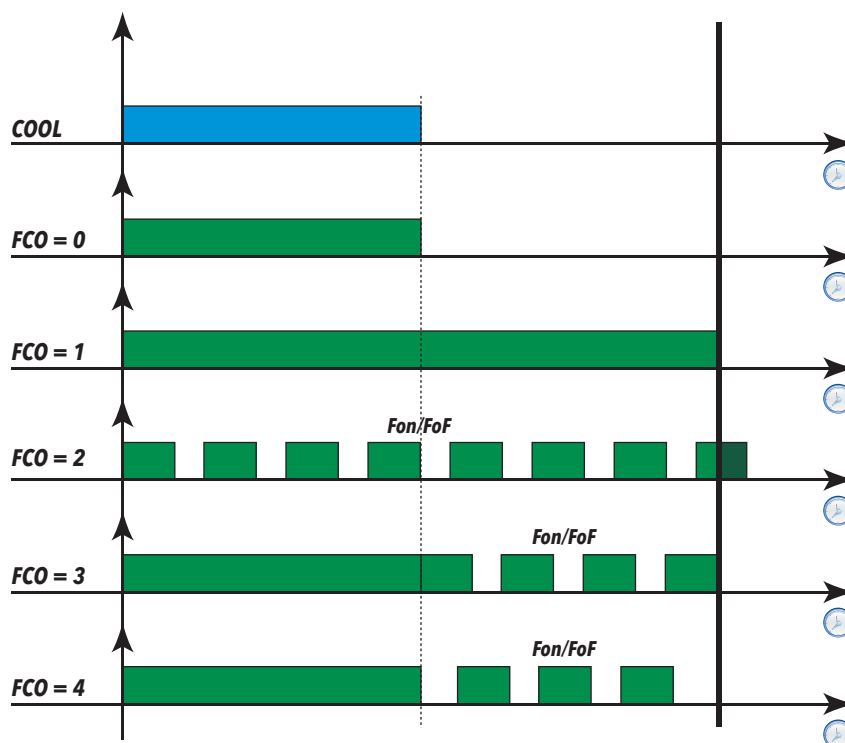 COOL
FCO = 0
FCO = 1
Fon/FoF
FCO = 2
Fon/FoF
FCO = 3
Fon/FoF
FCO = 4